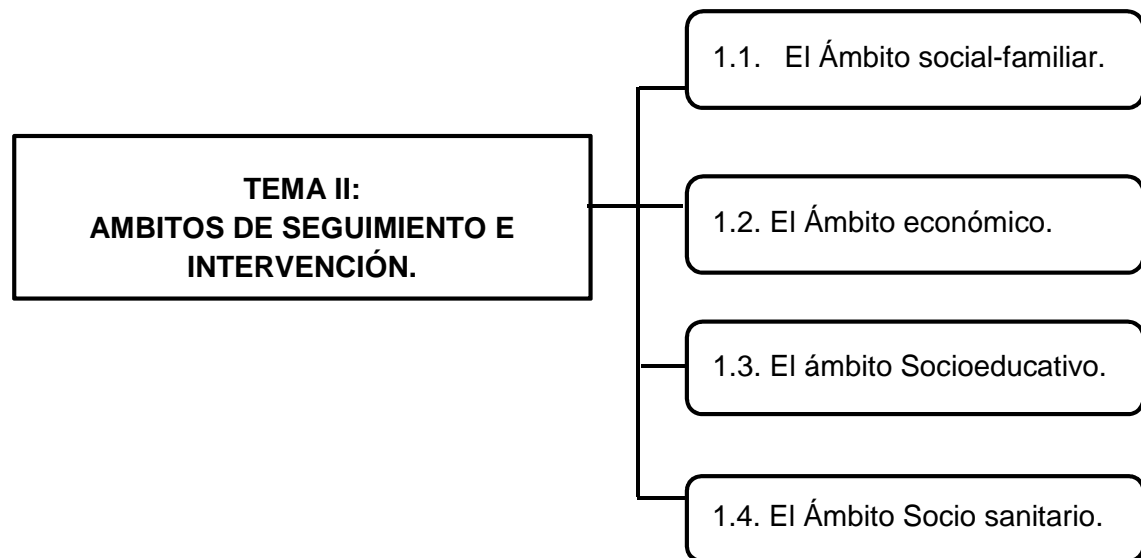 TEMA II:
AMBITOS DE SEGUIMIENTO E
INTERVENCIÓN.
1.1. El Ámbito social-familiar.
1.2. El Ámbito económico.
1.3. El ámbito Socioeducativo.
1.4. El Ámbito Socio sanitario.